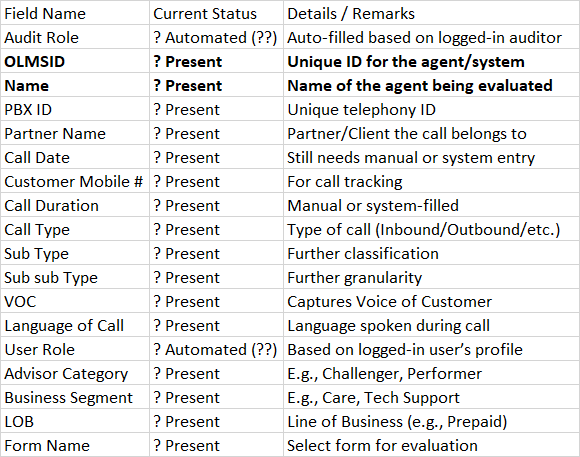 Field Name Current Status Details / Remarks
Audit Role ? Automated (??) Auto-filled based on logged-in auditor
OLMSID ? Present Unique ID for the agent/system
Name ? Present Name of the agent being evaluated
PBX ID ? Present Unique telephony ID
Partner Name ? Present Partner/Client the call belongs to
Call Date ? Present Still needs manual or system entry
Customer Mobile # ? Present For call tracking
Call Duration ? Present Manual or system-filled
Call Type ? Present Type of call (Inbound/Outbound/etc.)
Sub Type ? Present Further classification
Sub sub Type ? Present Further granularity
VOC ? Present Captures Voice of Customer
Language of Call ? Present Language spoken during call
User Role ? Automated (??) Based on logged-in user’s profile
Advisor Category ? Present E.g., Challenger, Performer
Business Segment ? Present E.g., Care, Tech Support
LOB ? Present Line of Business (e.g., Prepaid)
Form Name ? Present Select form for evaluation